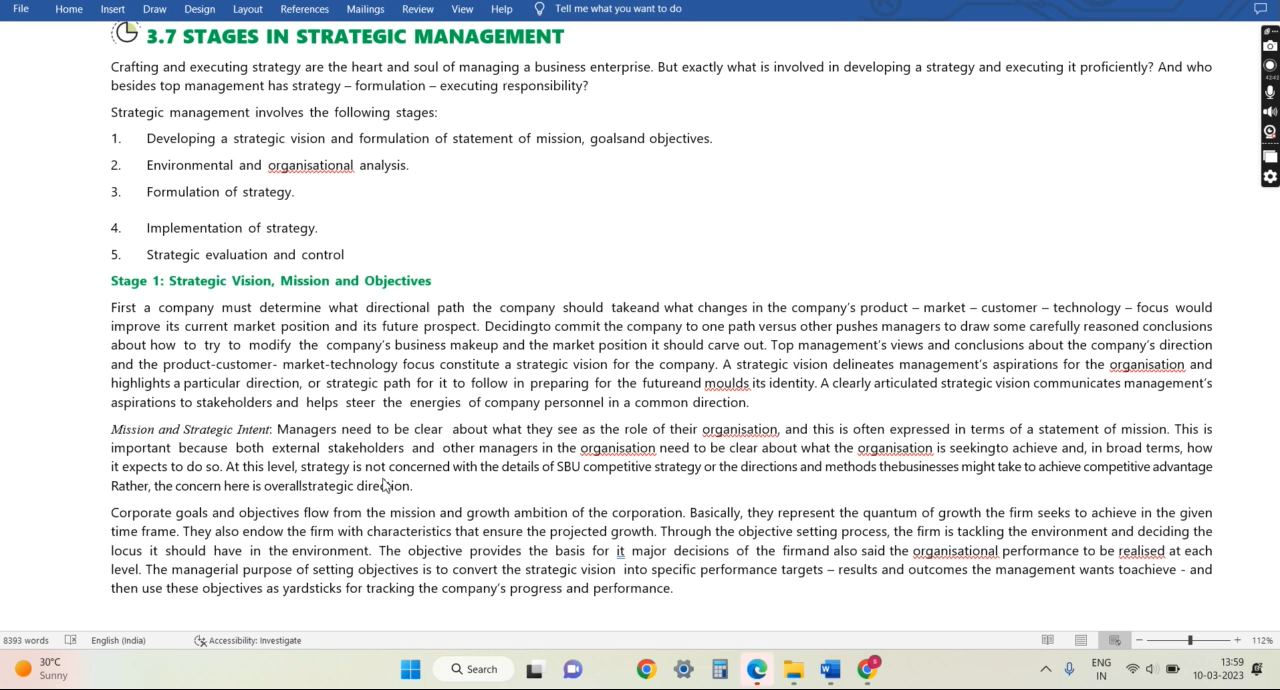 File Home Insert Draw Design Layout References Mailings Review View Help Tell me what you want to do
3.7 STAGES IN STRATEGIC MANAGEMENT
Crafting and executing strategy are the heart and soul of managing a business enterprise. But exactly what is involved in developing a strategy and executing it proficiently? And who
besides top management has strategy – formulation – executing responsibility?
Strategic management involves the following stages:
1. Developing a strategic vision and formulation of statement of mission, goalsand objectives.
2. Environmental and organisational analysis.
3. Formulation of strategy.
4. Implementation of strategy.
5. Strategic evaluation and control
Stage 1: Strategic Vision, Mission and Objectives
First a company must determine what directional path the company should takeand what changes in the company's product – market – customer – technology – focus would
improve its current market position and its future prospect. Decidingto commit the company to one path versus other pushes managers to draw some carefully reasoned conclusions
about how to try to modify the company's business makeup and the market position it should carve out. Top management's views and conclusions about the company's direction
and the product-customer- market-technology focus constitute a strategic vision for the company. A strategic vision delineates management's aspirations for the organisation and
highlights a particular direction, or strategic path for it to follow in preparing for the futureand moulds its identity. A clearly articulated strategic vision communicates management's
aspirations to stakeholders and helps steer the energies of company personnel in a common direction.
Mission and Strategic Intent: Managers need to be clear about what they see as the role of their organisation, and this is often expressed in terms of a statement of mission. This is
important because both external stakeholders and other managers in the organisation need to be clear about what the organisation is seekingto achieve and, in broad terms, how
it expects to do so. At this level, strategy is not concerned with the details of SBU competitive strategy or the directions and methods thebusinesses might take to achieve competitive advantage
Rather, the concern here is overallstrategic direction.
Corporate goals and objectives flow from the mission and growth ambition of the corporation. Basically, they represent the quantum of growth the firm seeks to achieve in the given
time frame. They also endow the firm with characteristics that ensure the projected growth. Through the objective setting process, the firm is tackling the environment and deciding the
locus it should have in the environment. The objective provides the basis for it major decisions of the firmand also said the organisational performance to be realised at each
level. The managerial purpose of setting objectives is to convert the strategic vision into specific performance targets – results and outcomes the management wants toachieve - and
then use these objectives as yardsticks for tracking the company's progress and performance.
8393 words English (India) Accessibility: Investigate 112%
30°C
Sunny
Search
ENG
IN
13:59
10-03-2023